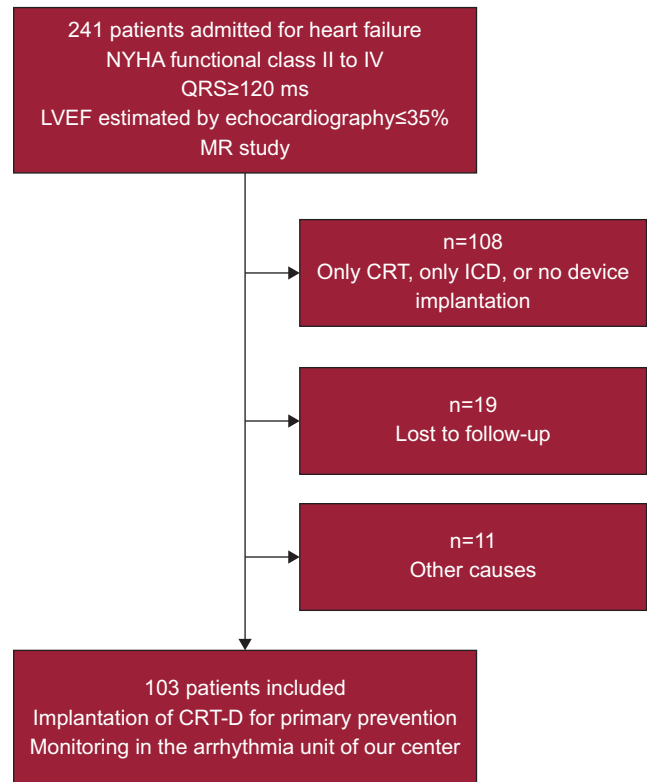 241 patients admitted for heart failure
NYHA functional class II to IV
QRS≥120 ms
LVEF estimated by echocardiography≤35%
MR study
n=108
Only CRT, only ICD, or no device
implantation
n=19
Lost to follow-up
n=11
Other causes
103 patients included
Implantation of CRT-D for primary prevention
Monitoring in the arrhythmia unit of our center